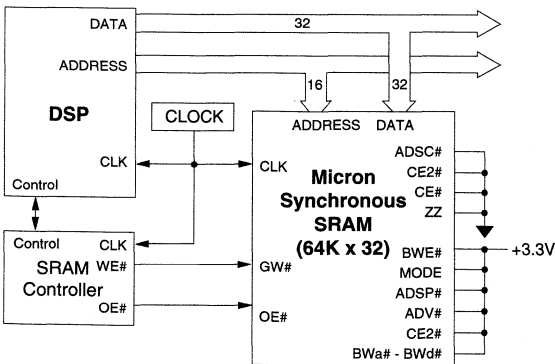 DATA
32
ADDRESS
16
32
DSP
CLOCK
ADDRESS DATA
CLK
CLK
Control
Micron
Synchronous
SRAM
(64K x 32)
ADSC#
CE2#
CE#
ZZ
Control
CLK
SRAM
Controller
WE#
OE#
GW#
OE#
BWE#
+3.3V
MODE
ADSP#
ADV#
CE2#
BWa# - BWd#